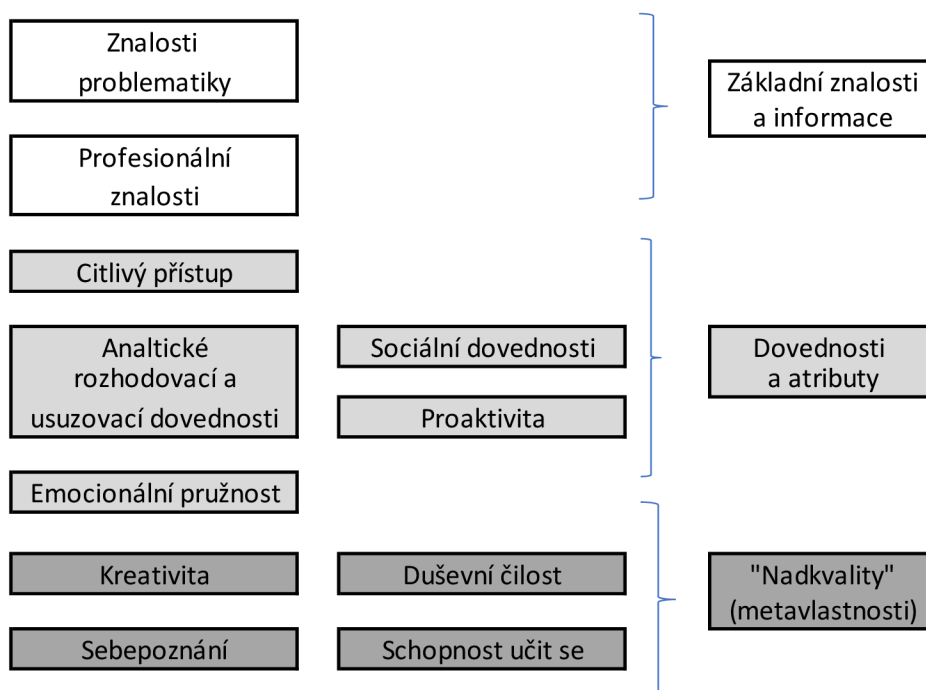 Znalosti
problematiky
Základní znalosti
a informace
Profesionální
znalosti
Citlivý přístup
Analtické
rozhodovací a
usuzovací dovednosti
Sociální dovednosti
Proaktivita
Dovednosti
a atributy
Emocionální pružnost
Kreativita
Duševní čilost
"Nadkvality"
(metavlastnosti)
Sebepoznání
Schopnost učit se